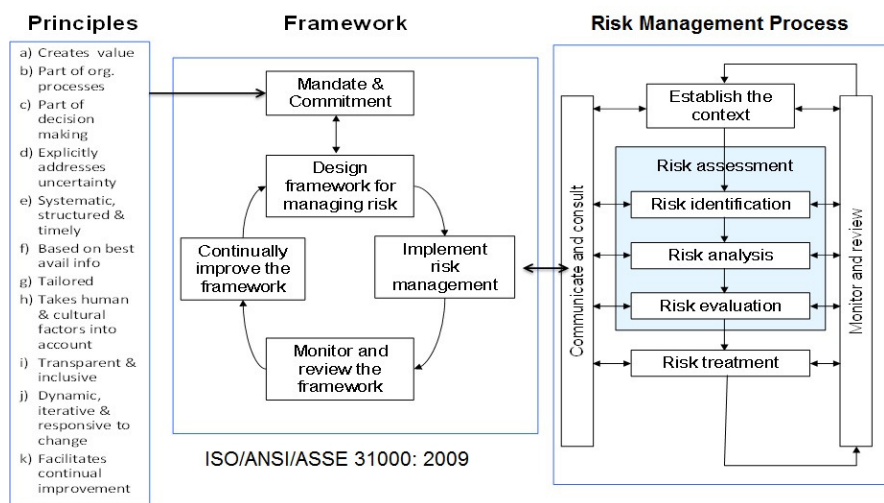 Principles
a) Creates value
b) Part of org.
processes
c) Part of
decision
making
d) Explicitly
addresses
uncertainty
e) Systematic,
structured &
timely
f) Based on best
avail info
g) Tailored
h) Takes human
& cultural
factors into
account
i) Transparent &
inclusive
j) Dynamic,
iterative &
responsive to
change
k) Facilitates
continual
improvement
Framework
Mandate &
Commitment
Design
framework for
managing risk
Continually
improve the
framework
Implement
risk
management
Monitor and
review the
framework
ISO/ANSI/ASSE 31000: 2009
Risk Management Process
Communicate and consult
Establish the
context
Risk assessment
Risk identification
Risk analysis
Risk evaluation
Risk treatment
Monitor and review